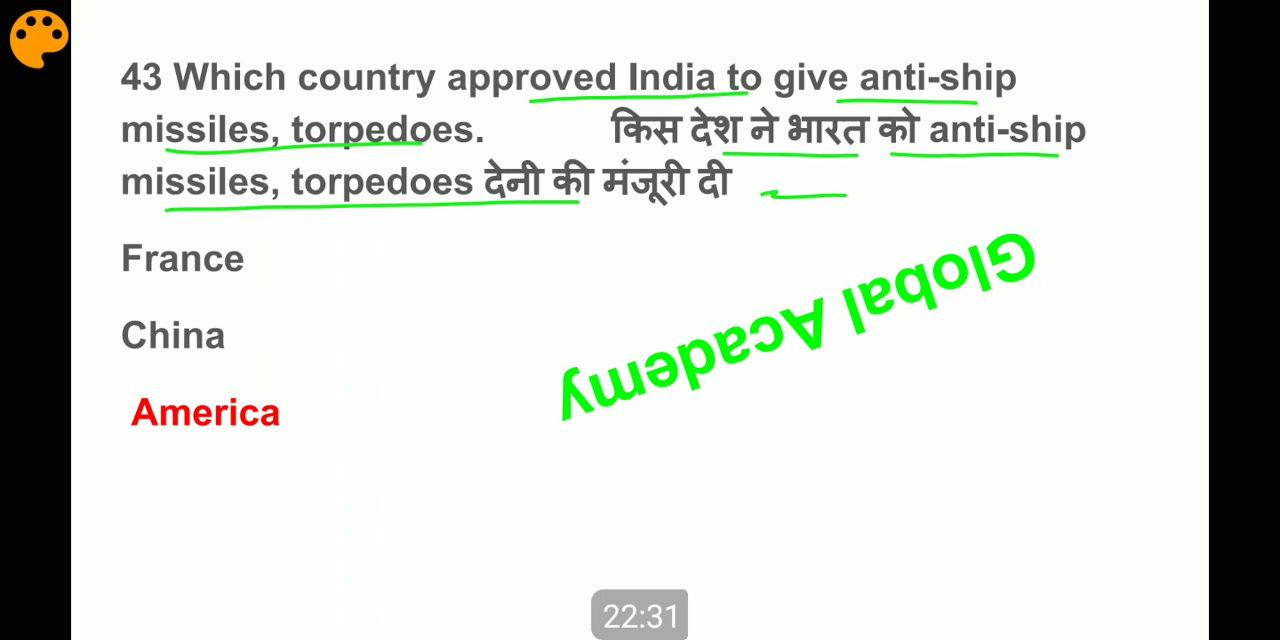 43 Which country approved India to give anti-ship
missiles, torpedoes. किस देश ने भारत को anti-ship
missiles, torpedoes देनी की मंजूरी दी
France
China
America
Global Academy
22:31